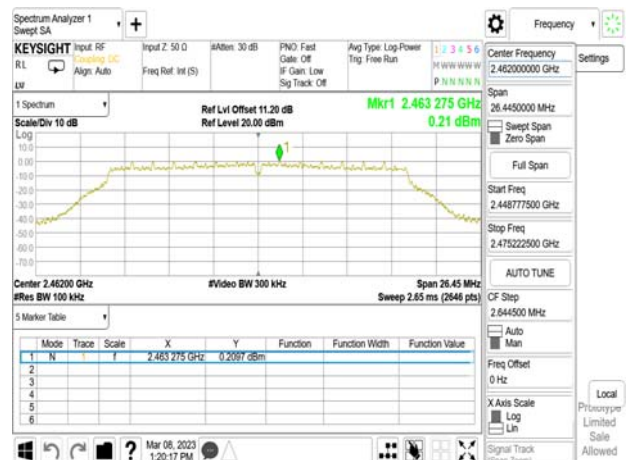 Spectrum Analyzer 1
Swept SA
Frequency
KEYSIGHT
RL
Input: RF
Coupling: DC
Align: Auto
Input Z: 50 Ω
Freq Ref: Int (S)
#Atten: 30 dB
PNO: Fast
Gate: Off
IF Gain: Low
Sig Track: Off
Avg Type: Log-Power
Trig: Free Run
1 2 3 4 5 6
M W W W W W
P N N N N N
Center Frequency
2.462000000 GHz
Settings
Span
26.4450000 MHz
Swept Span
Zero Span
Full Span
Start Freq
2.448777500 GHz
Stop Freq
2.475222500 GHz
AUTO TUNE
CF Step
2.644500 MHz
Auto
Man
Freq Offset
0 Hz
X Axis Scale
Log
Lin
Signal Track
Local
Prototype
Limited
Sale
Allowed
1 Spectrum
Scale/Div 10 dB
Ref Lvl Offset 11.20 dB
Ref Level 20.00 dBm
Mkr1 2.463 275 GHz
0.21 dBm
Log
10.0
0.00
-10.0
-20.0
-30.0
-40.0
-50.0
-60.0
-70.0
1
Center 2.46200 GHz
#Res BW 100 kHz
#Video BW 300 kHz
Span 26.45 MHz
Sweep 2.65 ms (2646 pts)
5 Marker Table
Mode Trace Scale X Y Function Function Width Function Value
1 N 1 f 2.463 275 GHz 0.2097 dBm
2
3
4
5
6
?
Mar 08, 2023
1:20:17 PM